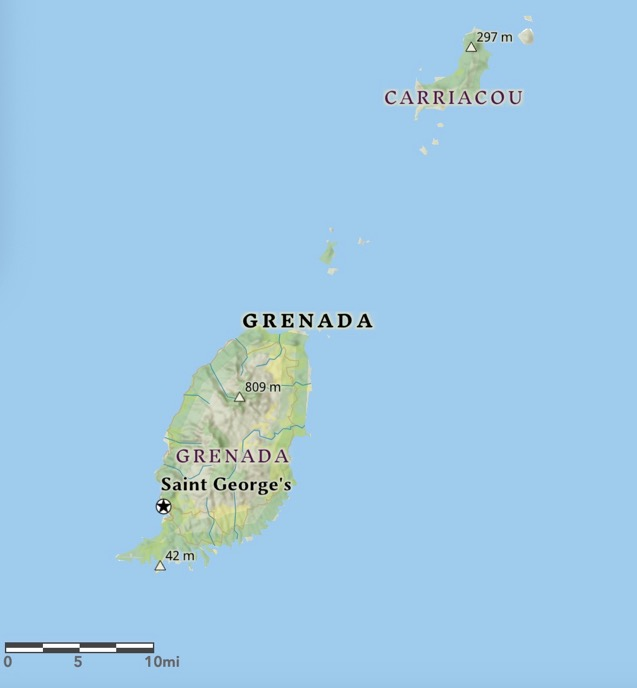 297 m
CARRIACOU
GRENADA
809 m
GRENADA
Saint George's
42 m
0 5 10mi